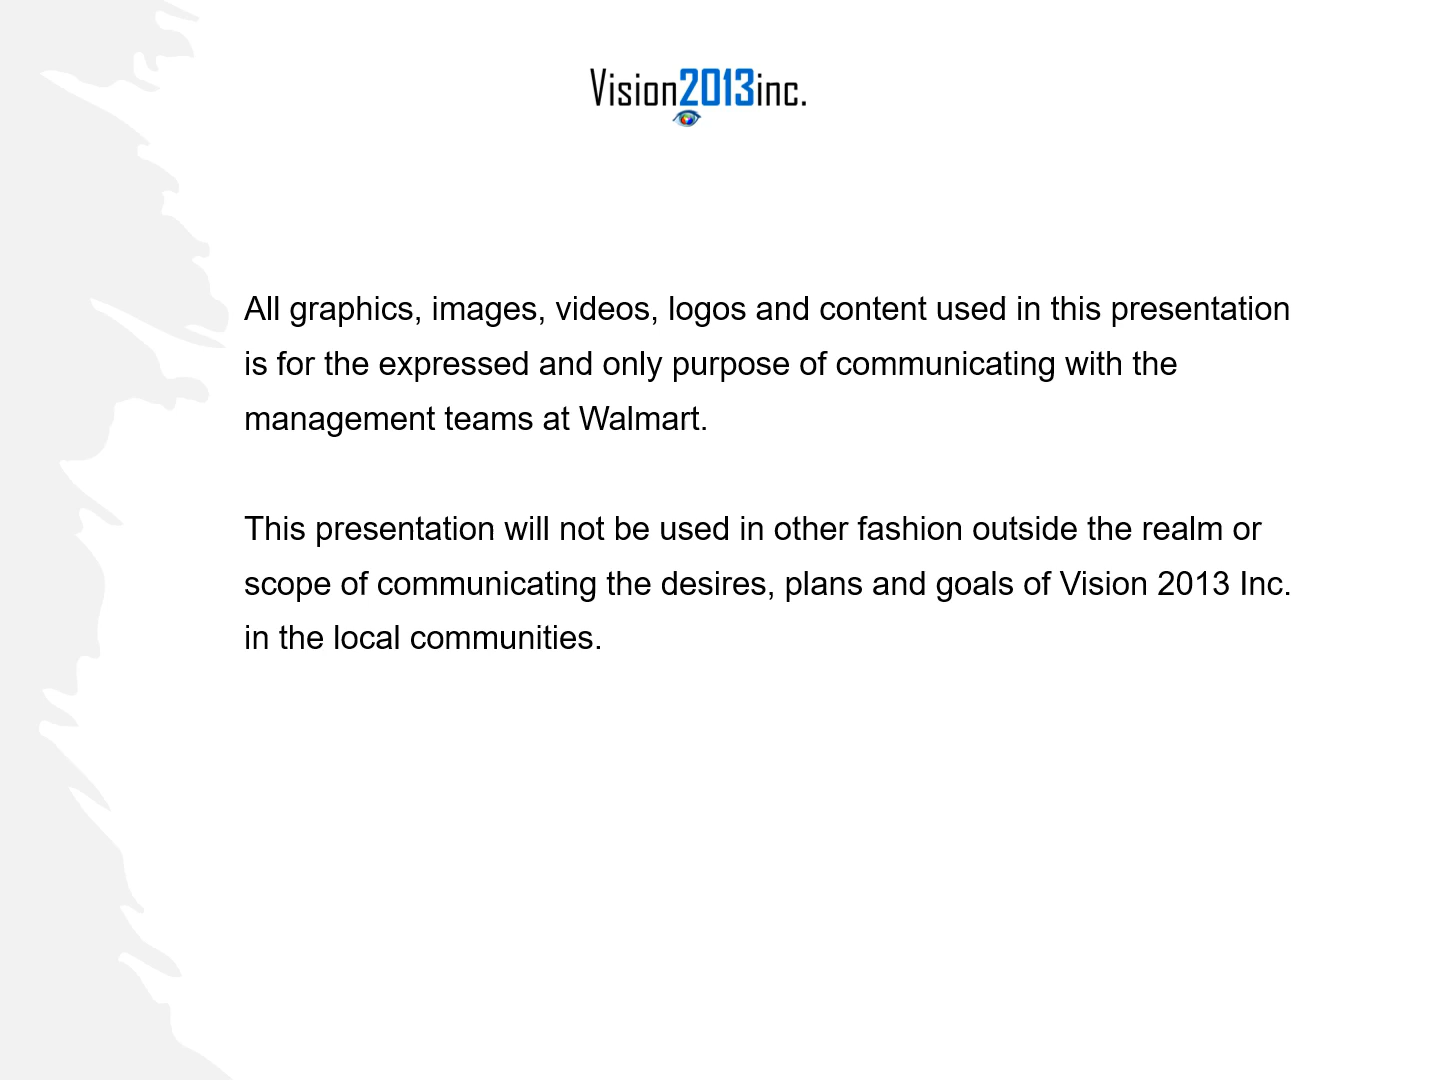 Vision2013inc.
All graphics, images, videos, logos and content used in this presentation
is for the expressed and only purpose of communicating with the
management teams at Walmart.
This presentation will not be used in other fashion outside the realm or
scope of communicating the desires, plans and goals of Vision 2013 Inc.
in the local communities.